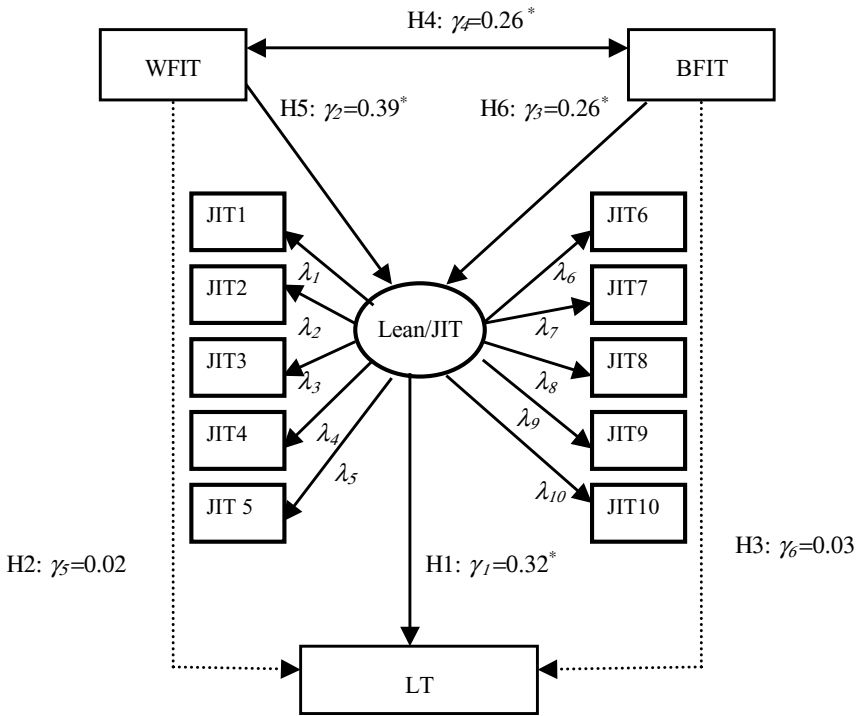 H4: γ4=0.26*
WFIT
BFIT
H5: γ2=0.39*
H6: γ3=0.26*
JIT1
JIT6
λ1
λ6
JIT2
JIT7
Lean/JIT
λ2
λ7
JIT3
JIT8
λ3
λ8
JIT4
JIT9
λ4
λ9
λ5
λ10
JIT 5
JIT10
H2: γ5=0.02
H1: γ1=0.32*
H3: γ6=0.03
LT